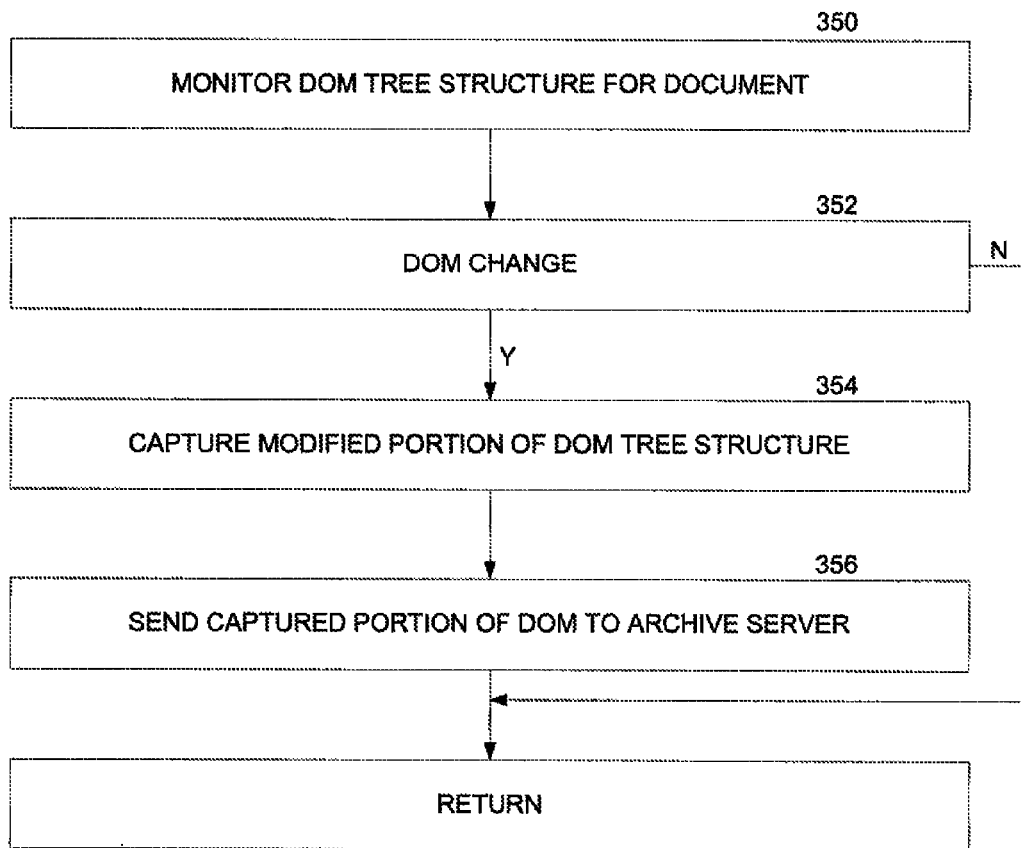 350
MONITOR DOM TREE STRUCTURE FOR DOCUMENT
352
DOM CHANGE
N
Y
354
CAPTURE MODIFIED PORTION OF DOM TREE STRUCTURE
356
SEND CAPTURED PORTION OF DOM TO ARCHIVE SERVER
RETURN